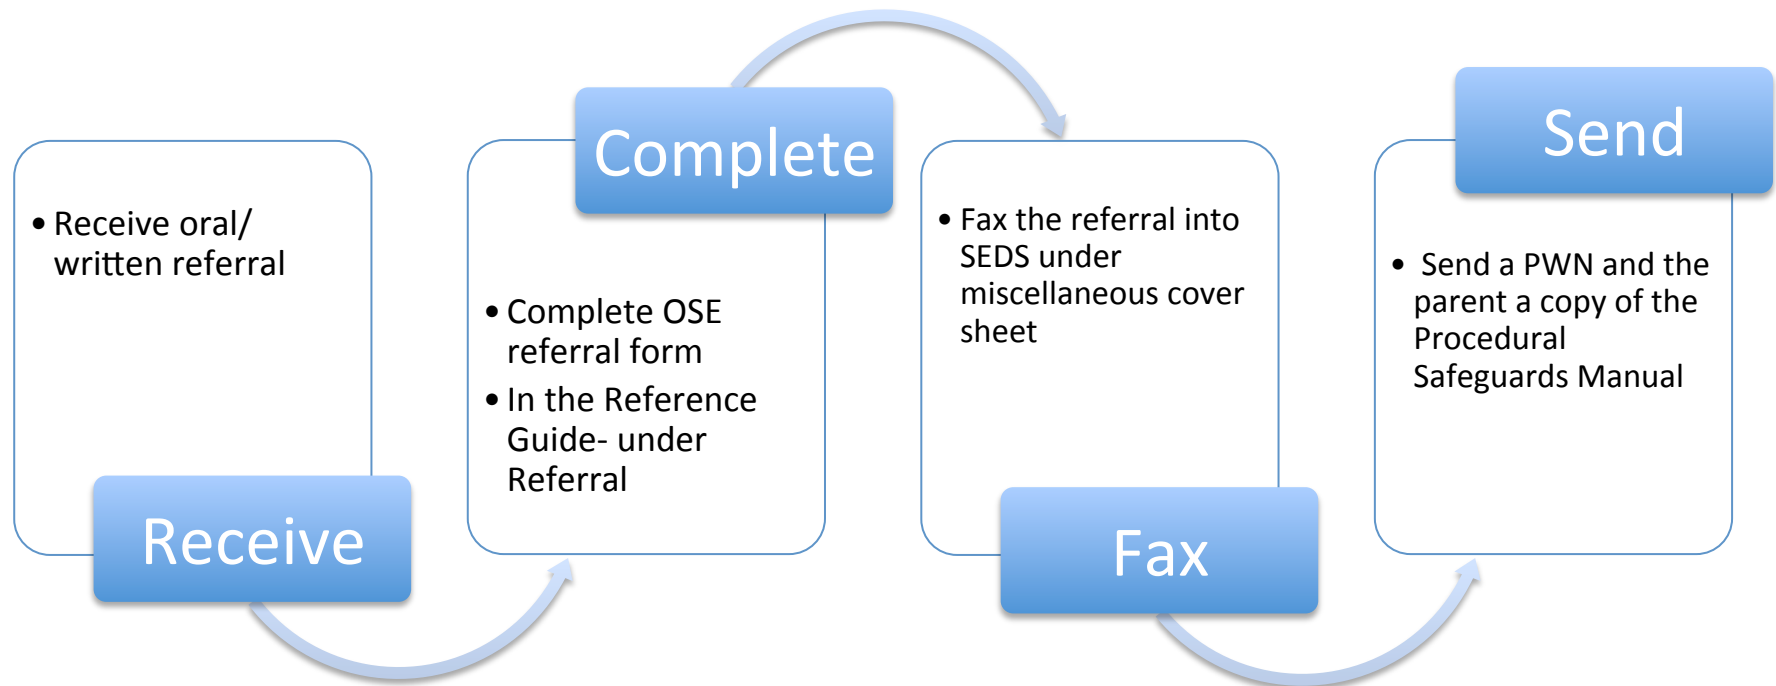 • Receive oral/
written referral
Receive
Complete
• Complete OSE
referral form
• In the Reference
Guide- under
Referral
• Fax the referral into
SEDS under
miscellaneous cover
sheet
Fax
Send
• Send a PWN and the
parent a copy of the
Procedural
Safeguards Manual